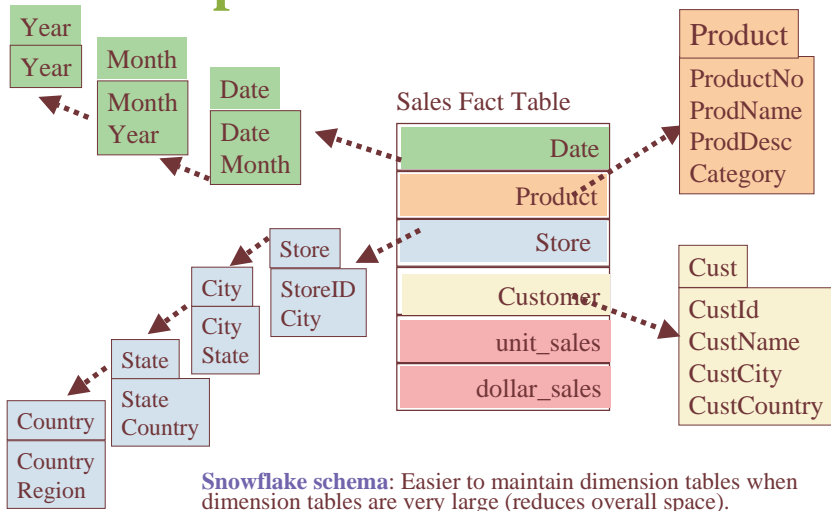 Year
Year
Month
Month
Year
Date
Date
Month
Sales Fact Table
Date
Product
Store
Customer
unit_sales
dollar_sales
Product
ProductNo
ProdName
ProdDesc
Category
Store
StoreID
City
City
City
State
State
State
Country
Country
Country
Region
Cust
CustId
CustName
CustCity
CustCountry
Snowflake schema: Easier to maintain dimension tables when
dimension tables are very large (reduces overall space).